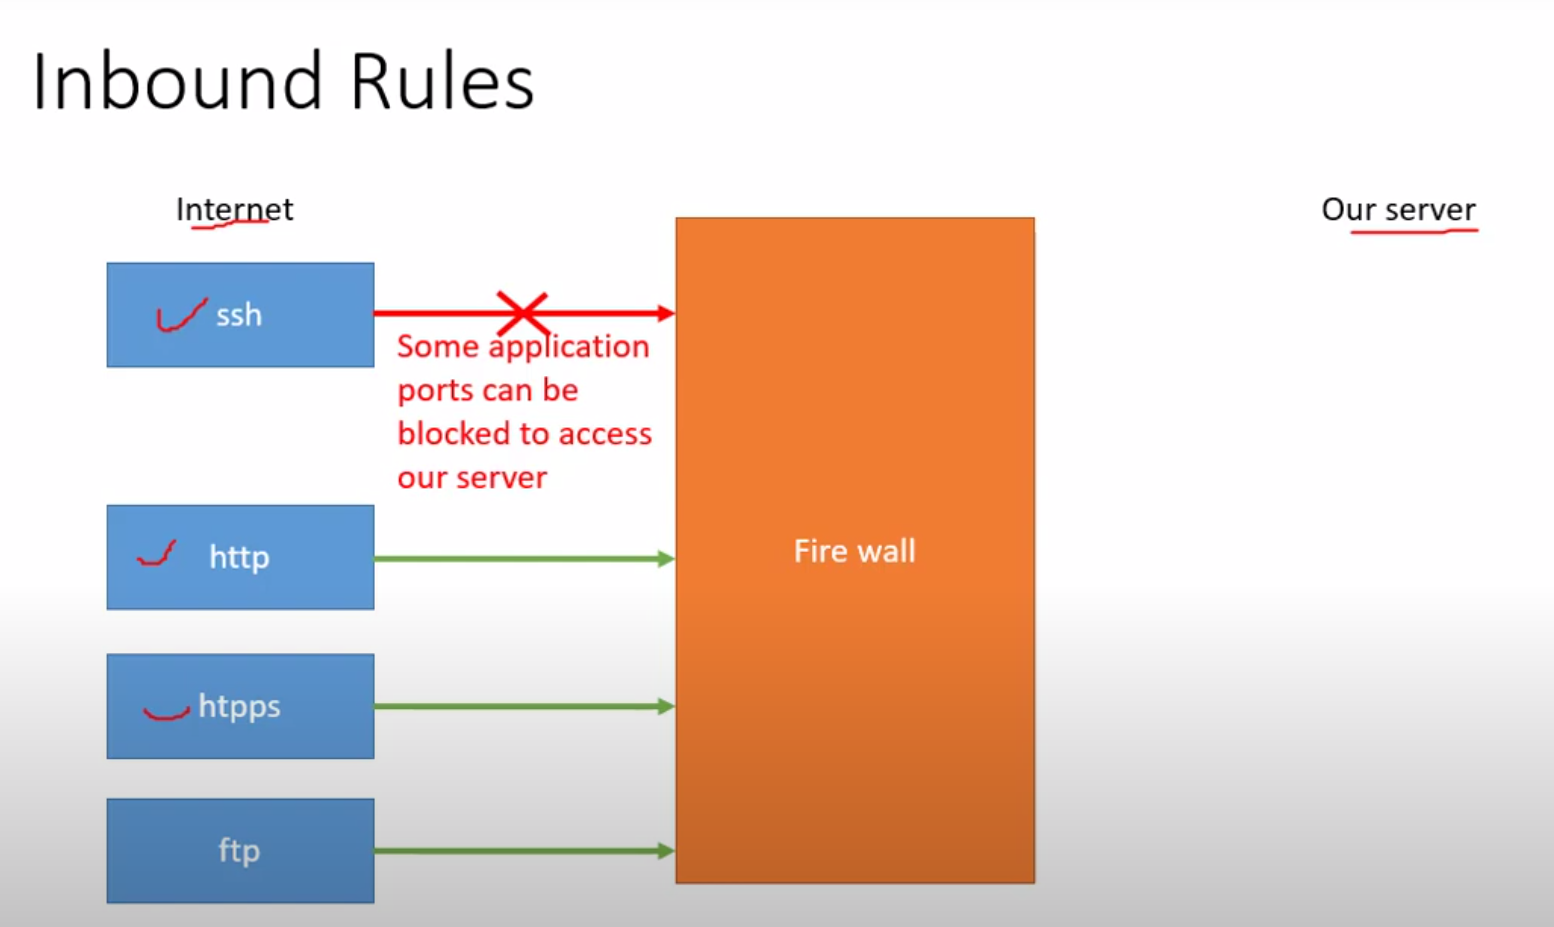 Inbound Rules
Internet
Our server
ssh
Some application
ports can be
blocked to access
our server
http
Fire wall
htpps
ftp